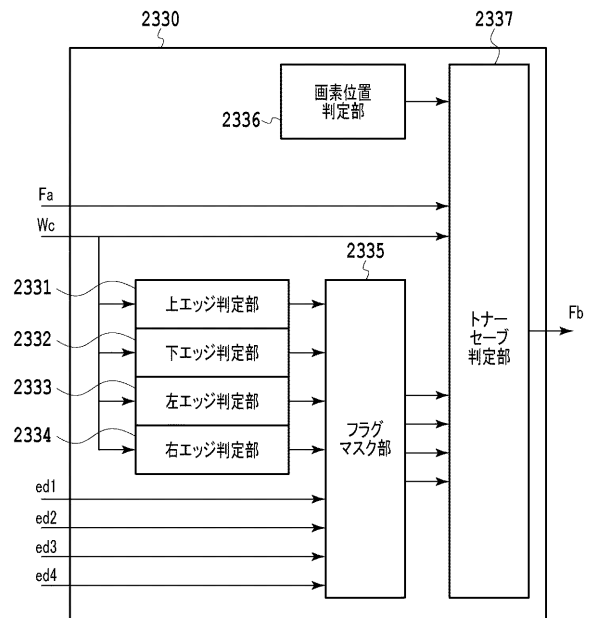 2330
2337
画素位置
判定部
2336
Fa
Wc
2335
2331
上エッジ判定部
2332
下エッジ判定部
2333
左エッジ判定部
2334
右エッジ判定部
フラグ
マスク部
トナー
セーブ
判定部
Fb
ed1
ed2
ed3
ed4